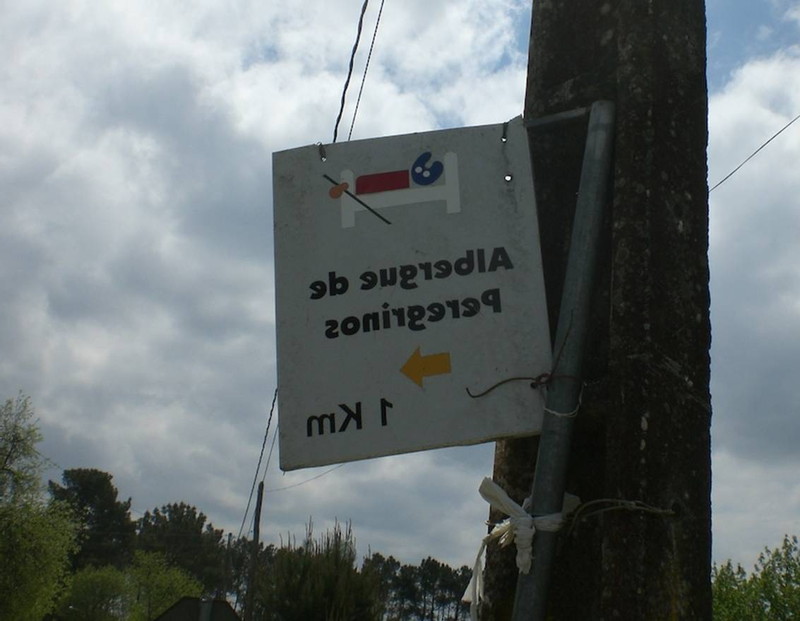 Albergue de
Peregrinos
1 Km